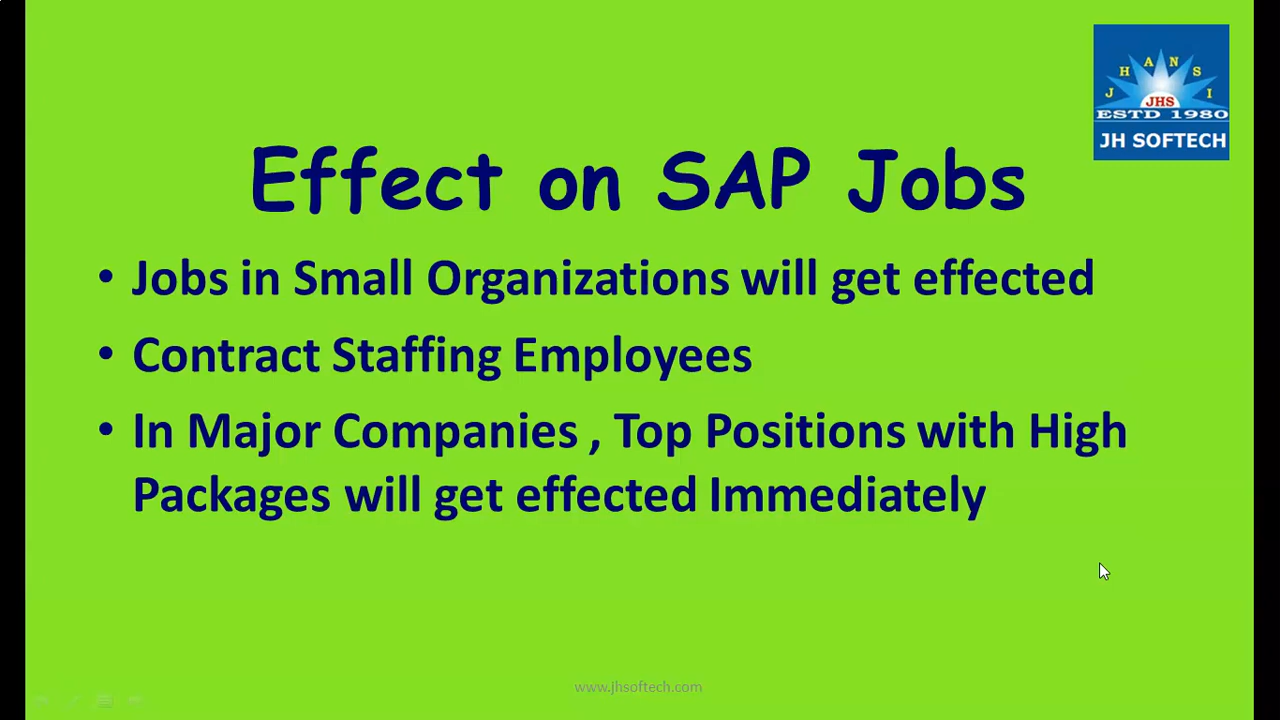 J H A N S I
JHS
ESTD 1980
JH SOFTECH
Effect on SAP Jobs
• Jobs in Small Organizations will get effected
• Contract Staffing Employees
• In Major Companies , Top Positions with High
Packages will get effected Immediately
www.jhsoftech.com